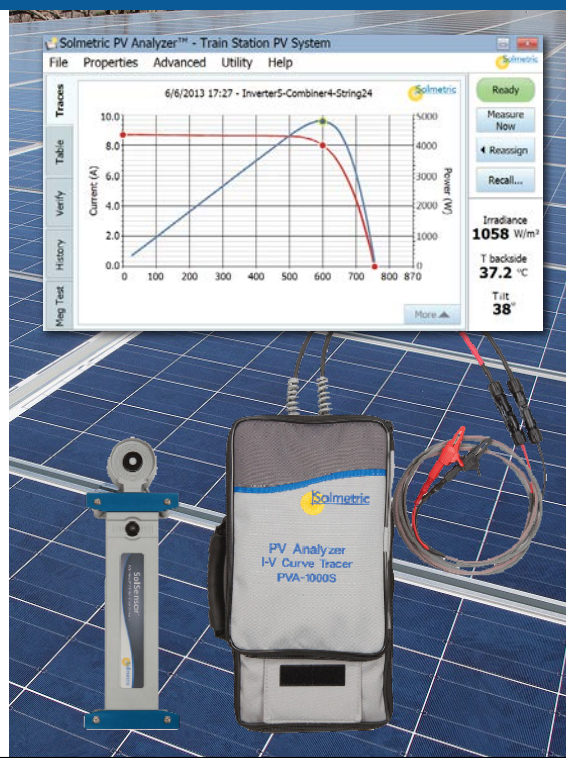 Solmetric PV Analyzer™ - Train Station PV System
File Properties Advanced Utility Help
Solmetric
Traces
Table
Verify
History
Meg Test
6/6/2013 17:27 - Inverter5-Combiner4-String24
Solmetric
Current (A)
10.0
8.0
6.0
4.0
2.0
0.0
0 100 200 300 400 500 600 700 800 870
5000
4000
3000
2000
1000
0
Power (W)
More
Ready
Measure
Now
Reassign
Recall...
Irradiance
1058 W/m²
T backside
37.2 °C
Tilt
38°
Solmetric
PV Analyzer
I-V Curve Tracer
PVA-1000S
SolSensor
Solmetric